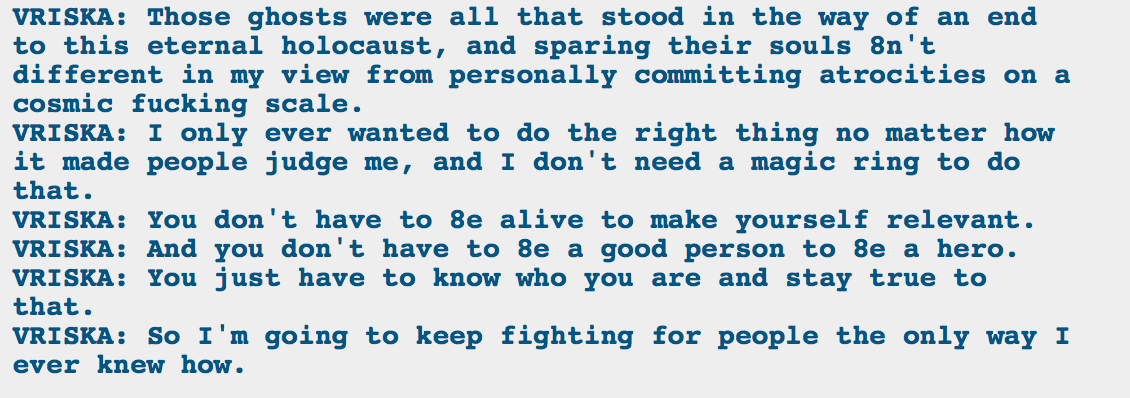 VRISKA: Those ghosts were all that stood in the way of an end
to this eternal holocaust, and sparing their souls 8n't
different in my view from personally committing atrocities on a
cosmic fucking scale.
VRISKA: I only ever wanted to do the right thing no matter how
it made people judge me, and I don't need a magic ring to do
that.
VRISKA: You don't have to 8e alive to make yourself relevant.
VRISKA: And you don't have to 8e a good person to 8e a hero.
VRISKA: You just have to know who you are and stay true to
that.
VRISKA: So I'm going to keep fighting for people the only way I
ever knew how.